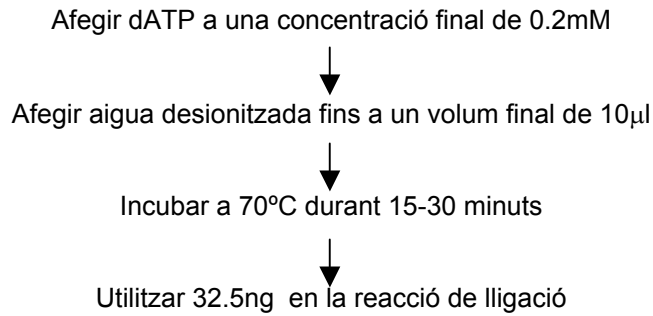 Afegir dATP a una concentració final de 0.2mM
Afegir aigua desionitzada fins a un volum final de 10μl
Incubar a 70ºC durant 15-30 minuts
Utilitzar 32.5ng en la reacció de lligació